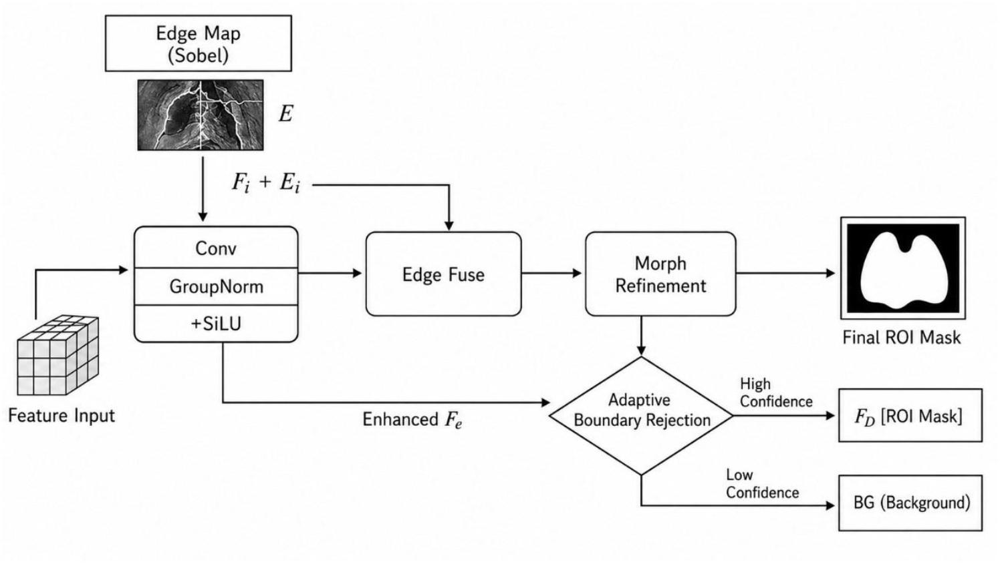 Edge Map
(Sobel)
E
F_i + E_i
Conv
GroupNorm
+SiLU
Edge Fuse
Morph
Refinement
Final ROI Mask
Feature Input
Enhanced F_e
Adaptive
Boundary Rejection
High
Confidence
F_D [ROI Mask]
Low
Confidence
BG (Background)